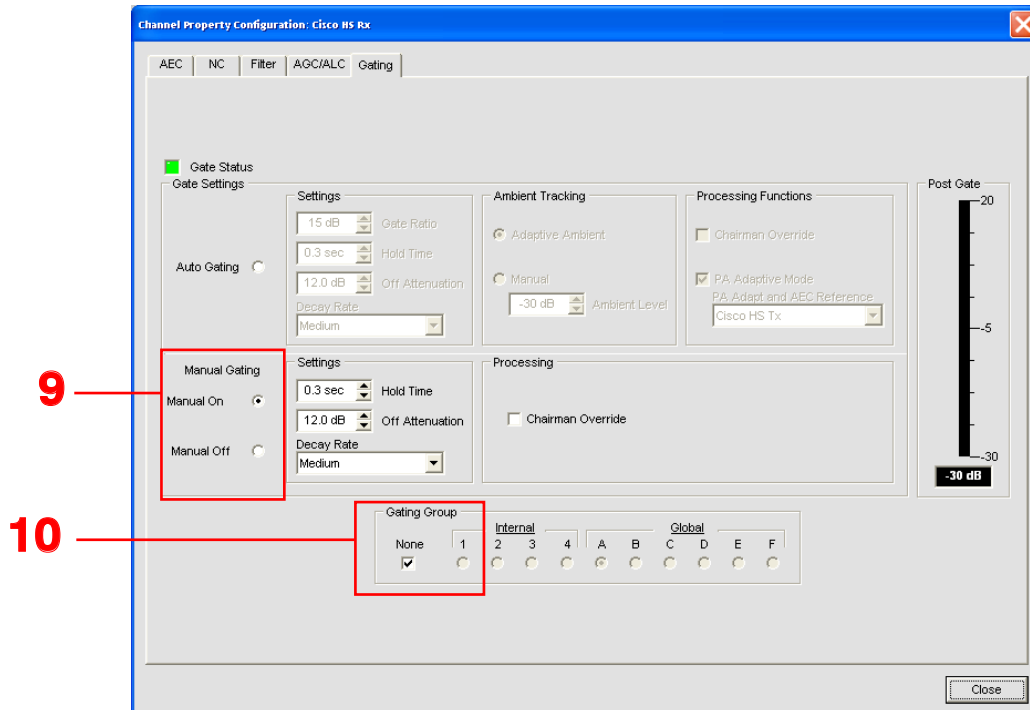 Channel Property Configuration: Cisco HS Rx
AEC NC Filter AGC/ALC Gating
Gate Status
Gate Settings
Auto Gating
Settings
15 dB Gate Ratio
0.3 sec Hold Time
12.0 dB Off Attenuation
Decay Rate
Medium
Ambient Tracking
Adaptive Ambient
Manual
-30 dB Ambient Level
Processing Functions
Chairman Override
PA Adaptive Mode
PA Adapt and AEC Reference
Cisco HS Tx
Post Gate
20
-5
-30
-30 dB
9
Manual Gating
Manual On
Manual Off
Settings
0.3 sec Hold Time
12.0 dB Off Attenuation
Decay Rate
Medium
Processing
Chairman Override
10
Gating Group
Internal Global
None 1 2 3 4 A B C D E F
Close